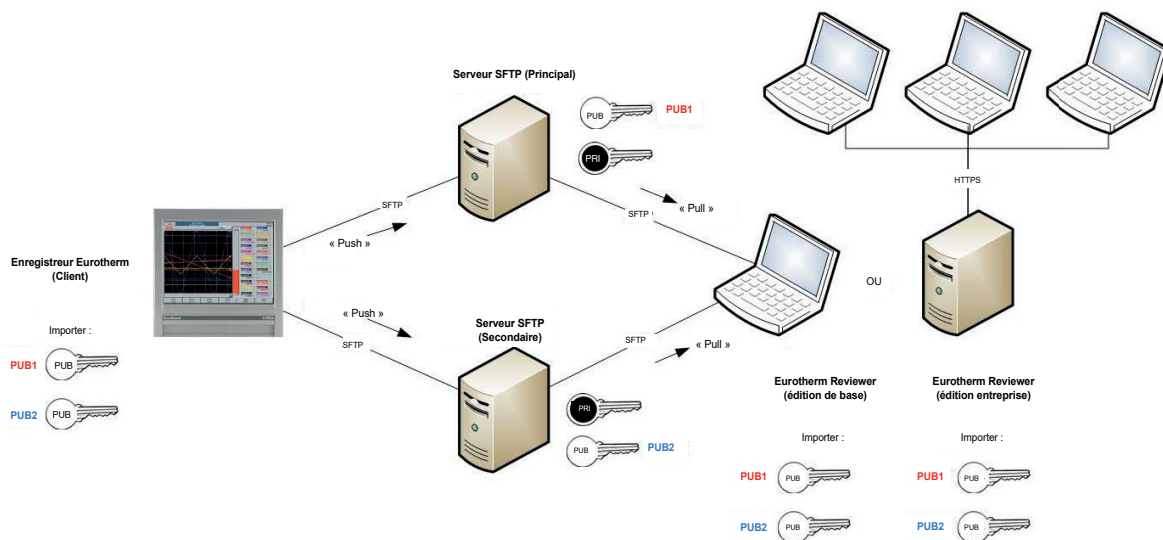 Serveur SFTP (Principal)
PUB
PUB1
PRI
HTTPS
SFTP
« Push »
« Pull »
SFTP
Enregistreur Eurotherm
(Client)
OU
« Push »
Serveur SFTP
(Secondaire)
SFTP
SFTP
« Pull »
Importer :
PUB1
PUB
PUB2
PUB
PRI
PUB
PUB2
Eurotherm Reviewer
(édition de base)
Eurotherm Reviewer
(édition entreprise)
Importer :
Importer :
PUB1
PUB
PUB1
PUB
PUB2
PUB
PUB2
PUB